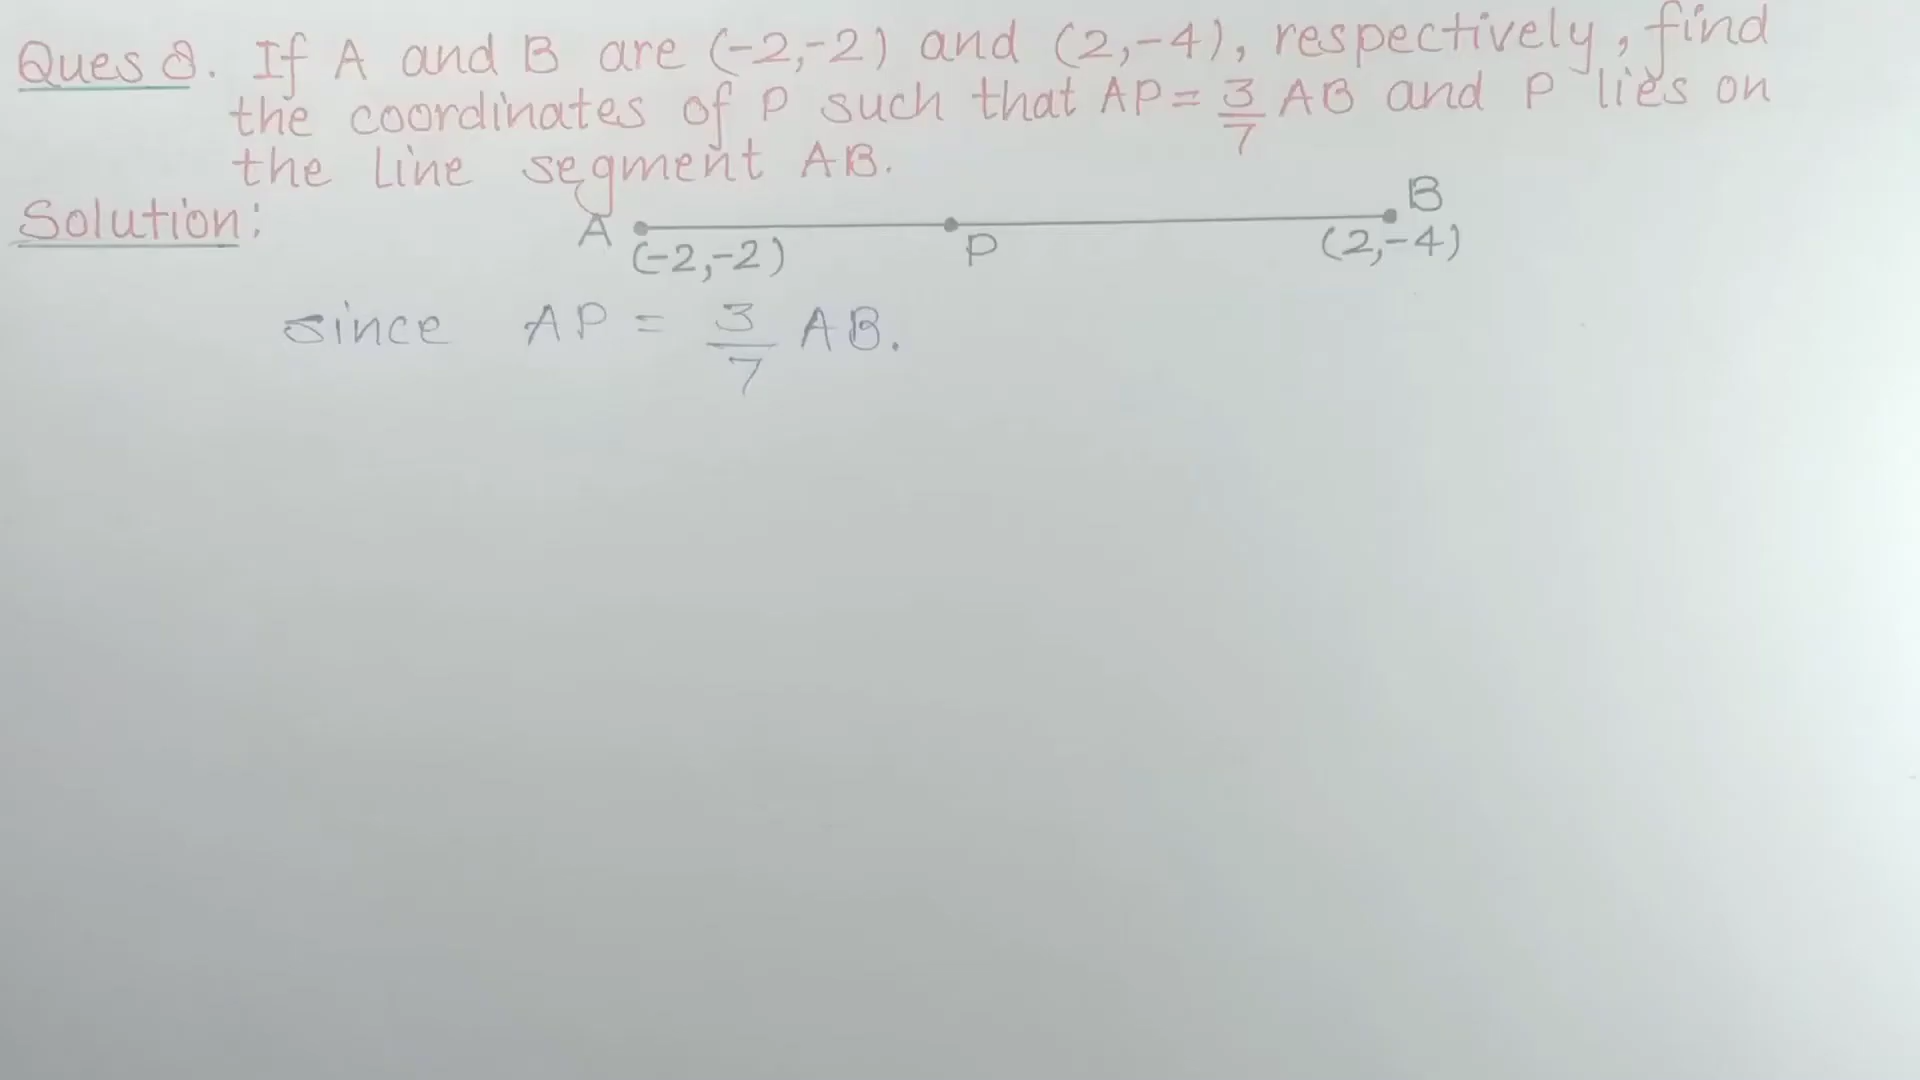 Ques 8. If A and B are (-2,-2) and (2,-4), respectively, find
the coordinates of P such that AP = 3/7 AB and P lies on
the line segment AB.
Solution:
A B
(-2,-2) P (2,-4)
since AP = 3/7 AB.